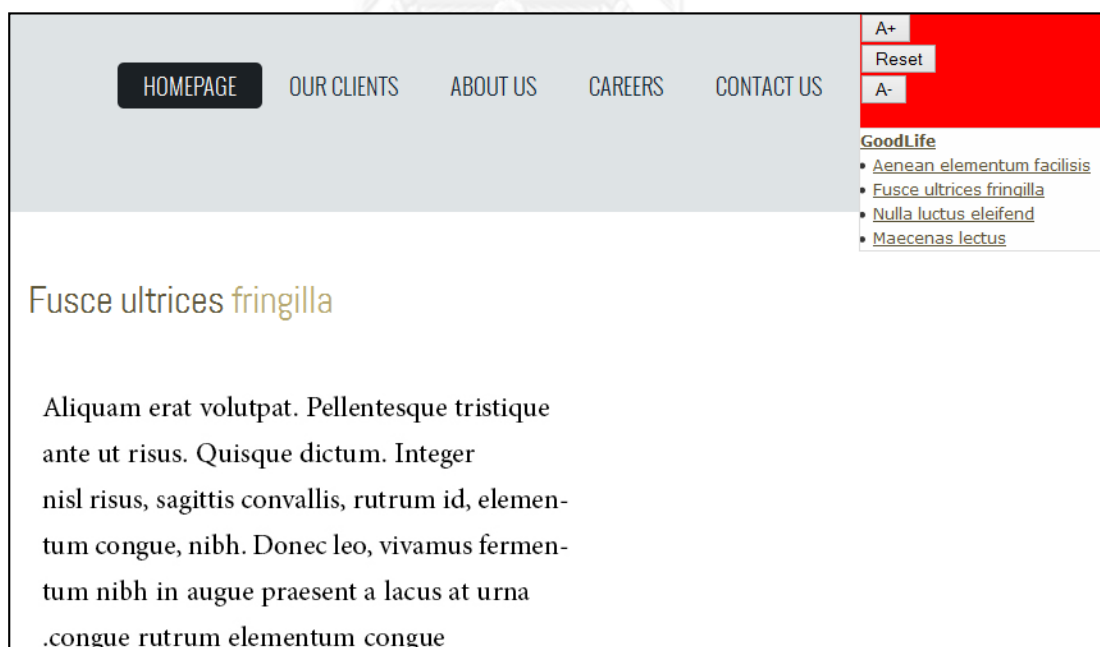 HOMEPAGE OUR CLIENTS ABOUT US CAREERS CONTACT US
A+
Reset
A-
GoodLife
• Aenean elementum facilisis
• Fusce ultrices fringilla
• Nulla luctus eleifend
• Maecenas lectus
Fusce ultrices fringilla
Aliquam erat volutpat. Pellentesque tristique
ante ut risus. Quisque dictum. Integer
nisl risus, sagittis convallis, rutrum id, elemen-
tum congue, nibh. Donec leo, vivamus fermen-
tum nibh in augue praesent a lacus at urna
.congue rutrum elementum congue